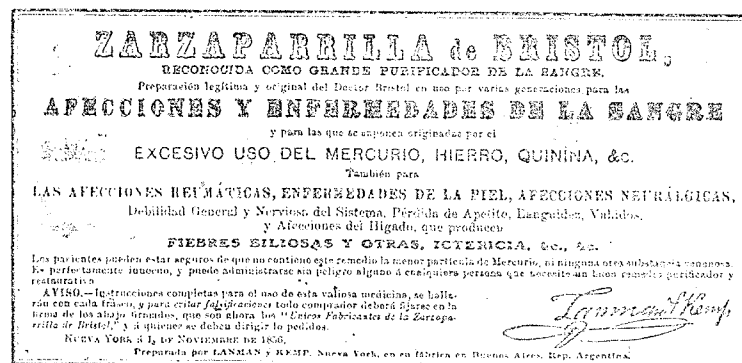 ZARZAPARRILLA de BRISTOL,
RECONOCIDA COMO GRANDE PURIFICADOR DE LA SANGRE.
Preparación legítima y original del Doctor Bristol en uso por varias generaciones para las
AFECCIONES Y ENFERMEDADES DE LA SANGRE
y para las que se suponen originadas por el
EXCESIVO USO DEL MERCURIO, HIERRO, QUININA, &c.
También para
LAS AFECCIONES REUMÁTICAS, ENFERMEDADES DE LA PIEL, AFECCIONES NEURÁLGICAS,
Debilidad General y Nerviosa del Sistema, Pérdida de Apetito, Languidez, Vahidos,
y Afecciones del Hígado, que producen
FIEBRES BILIOSAS Y OTRAS, ICTERICIA, &c., &c.
Los pacientes pueden estar seguros de que no contiene este remedio la menor partícula de Mercurio, ni ninguna otra substancia venenosa.
Es perfectamente inocuo, y puede administrarse sin peligro alguno á cualquiera persona que necesite un buen remedio purificador y
restaurativo
AVISO.—Instrucciones completas para el uso de esta valiosa medicina, se halla-
rán con cada frasco, y para evitar falsificaciones todo comprador deberá fijarse en la
firma de los abajo firmados, que son ahora los "Únicos Fabricantes de la Zarzapa-
rrilla de Bristol," y á quienes se deben dirigir lo pedidos.
Lanman Y Kemp
NUEVA YORK á 1 DE NOVIEMBRE DE 1856.
Preparada por LANMAN y KEMP, Nueva York, en su fábrica en Buenos Aires, Rep. Argentina.